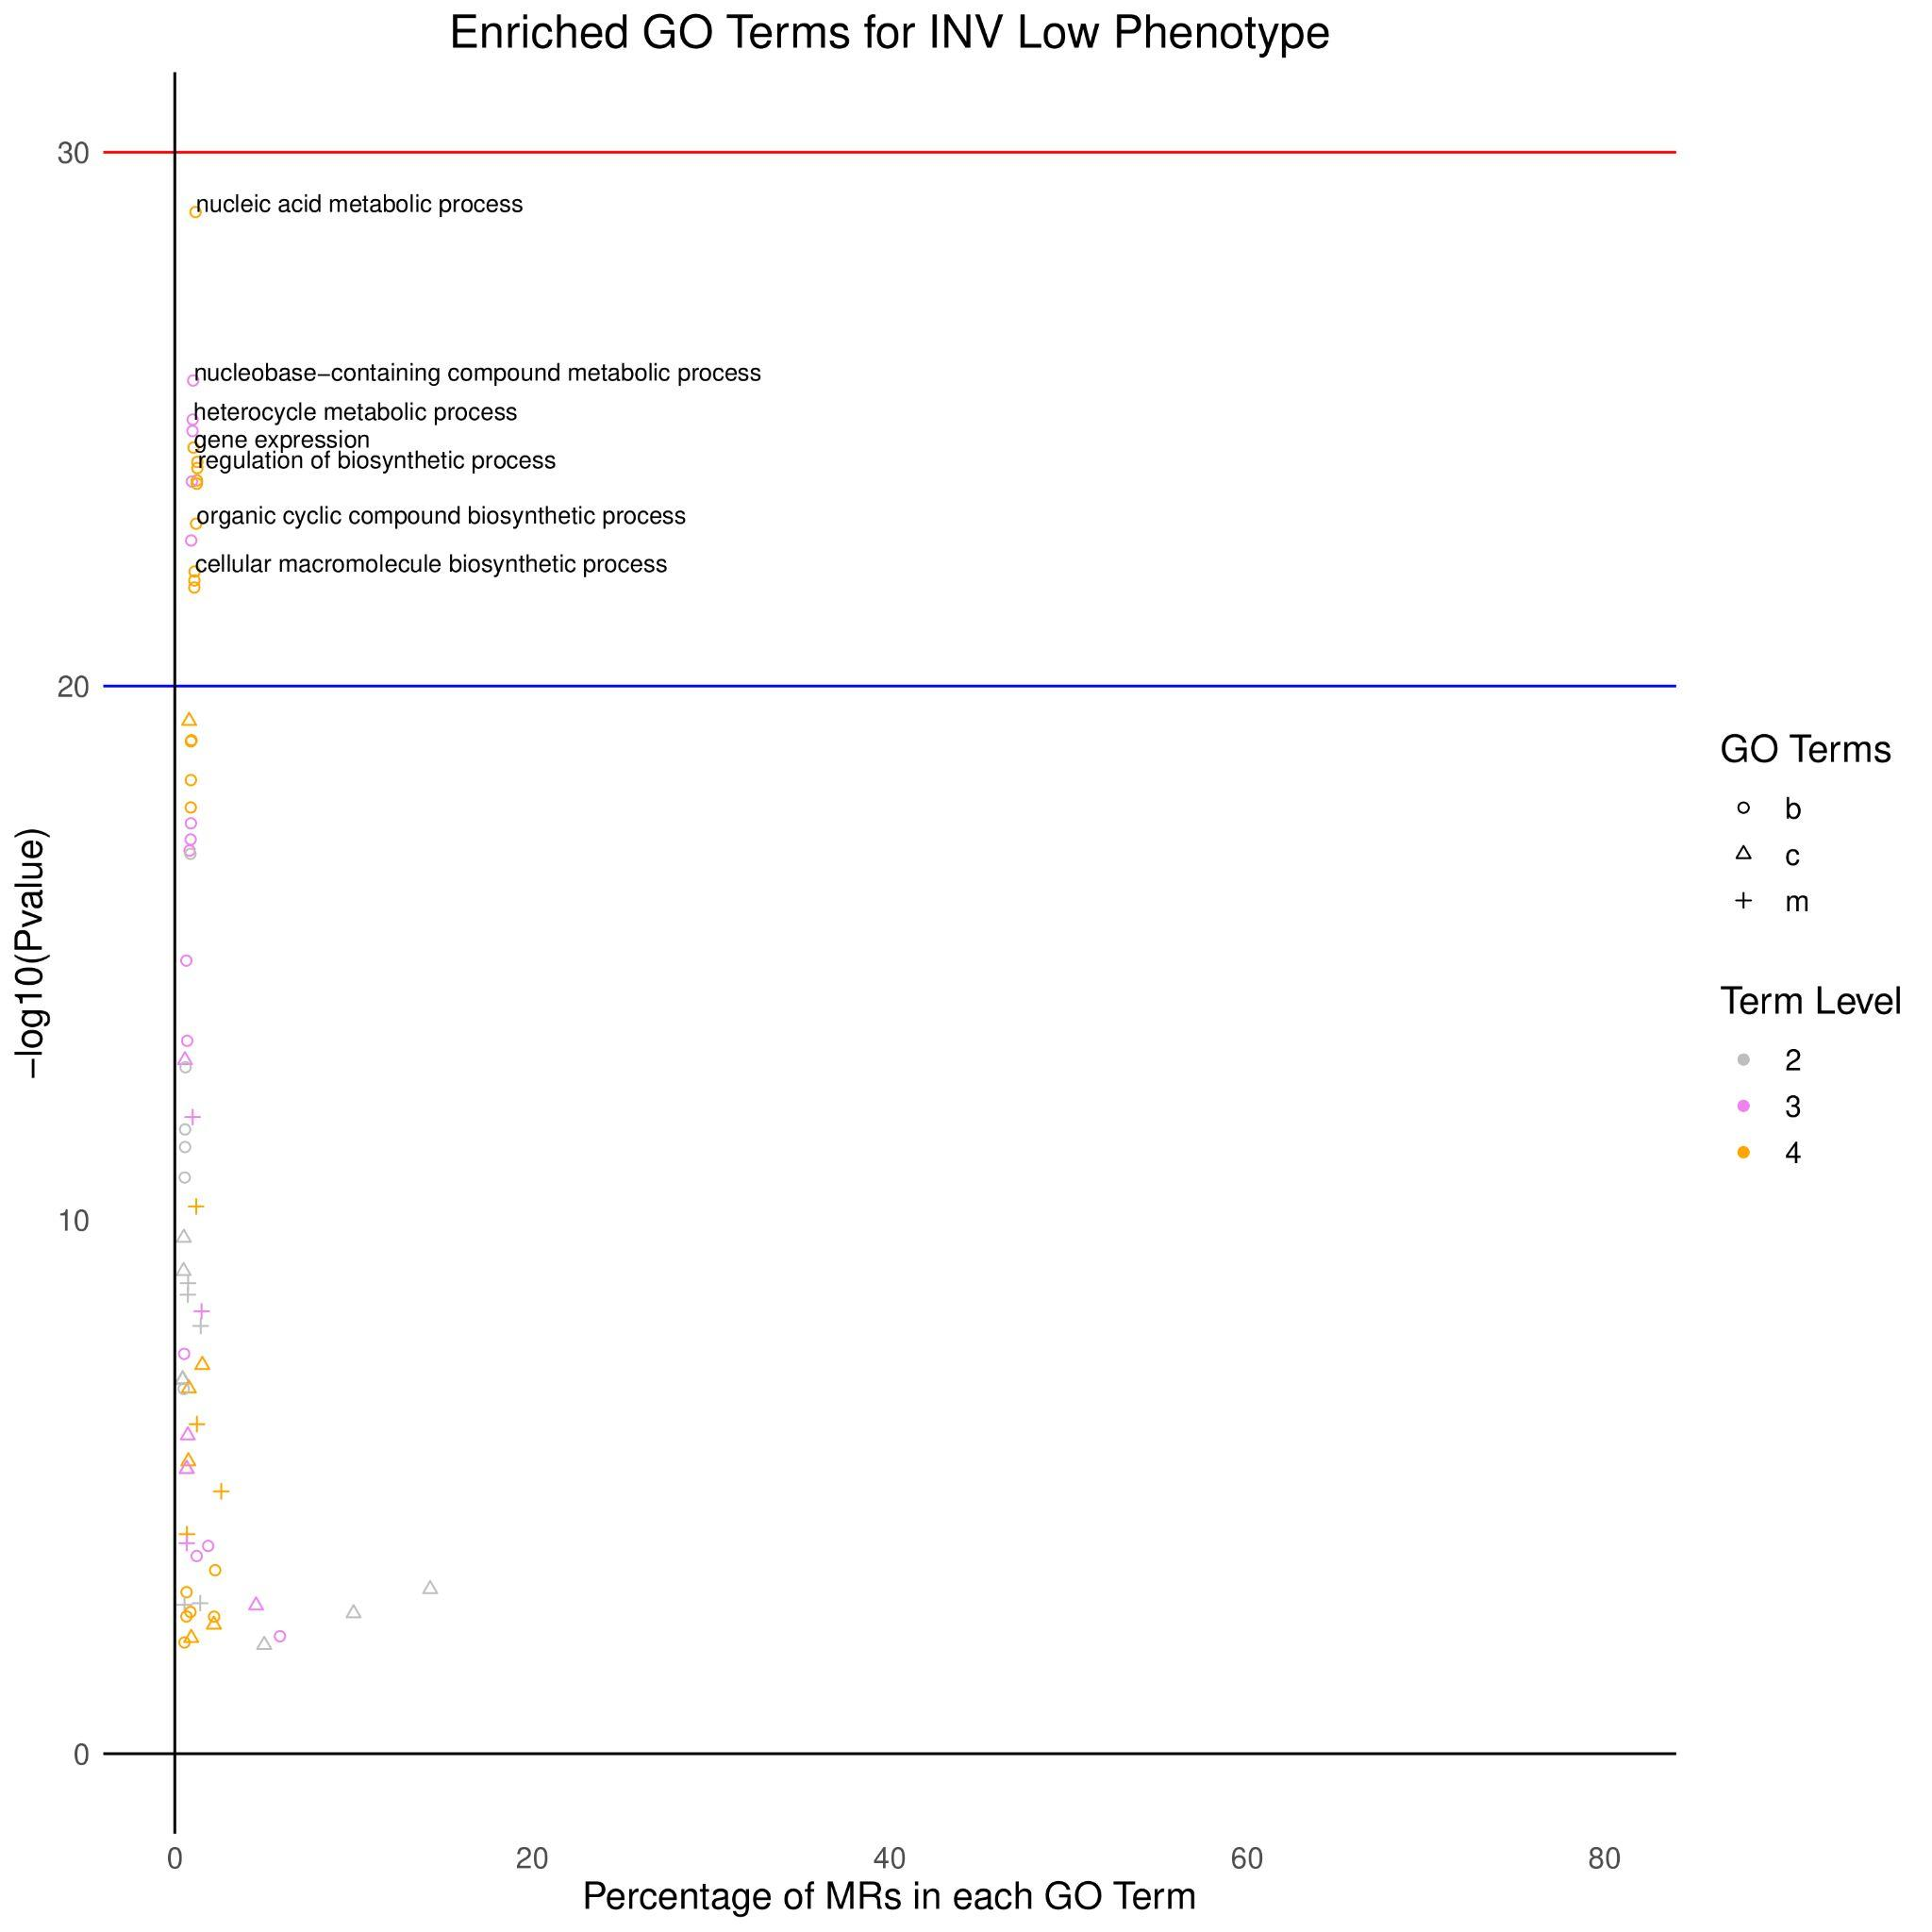 Enriched GO Terms for INV Low Phenotype
30
nucleic acid metabolic process
nucleobase−containing compound metabolic process
heterocycle metabolic process
gene expression
regulation of biosynthetic process
organic cyclic compound biosynthetic process
cellular macromolecule biosynthetic process
20
GO Terms
b
c
m
−log10(Pvalue)
Term Level
2
3
4
10
0
0 20 40 60 80
Percentage of MRs in each GO Term